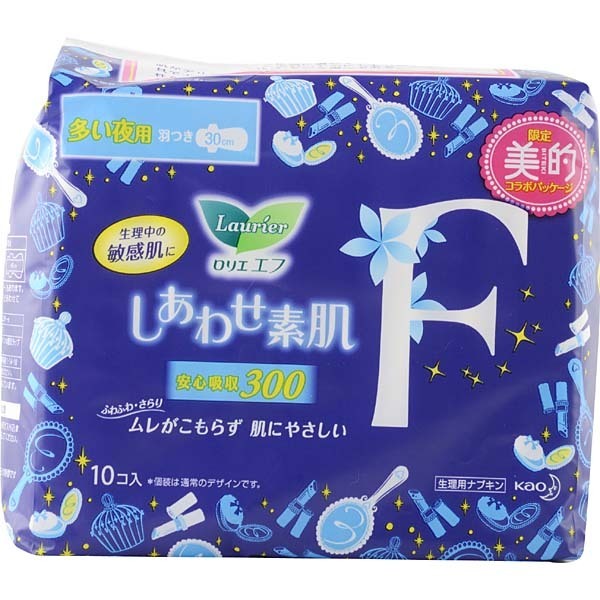 多い夜用 羽つき 30cm
限定
美的
BITEKI
コラボパッケージ
生理中の
敏感肌に
Laurier
ロリエ エフ
F
しあわせ素肌
安心吸収300
ふわふわ・さらり
ムレがこもらず 肌にやさしい
10コ入 *個装は通常のデザインです。
生理用ナプキン Kao